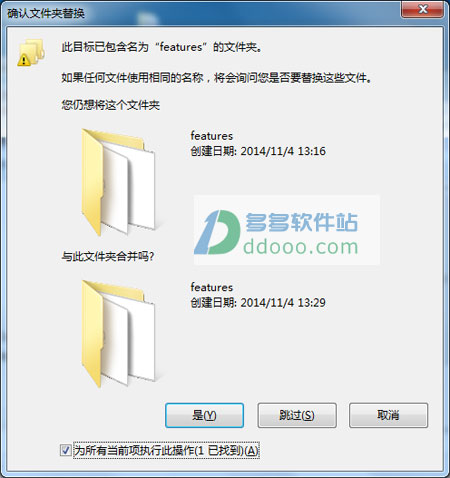 确认文件夹替换
此目标已包含名为“features”的文件夹。
如果任何文件使用相同的名称，将会询问您是否要替换这些文件。
您仍想将这个文件夹
features
创建日期: 2014/11/4 13:16
多多软件站
ddooo.com
与此文件夹合并吗?
features
创建日期: 2014/11/4 13:29
是(Y)
跳过(S)
取消
为所有当前项执行此操作(1 已找到)(A)